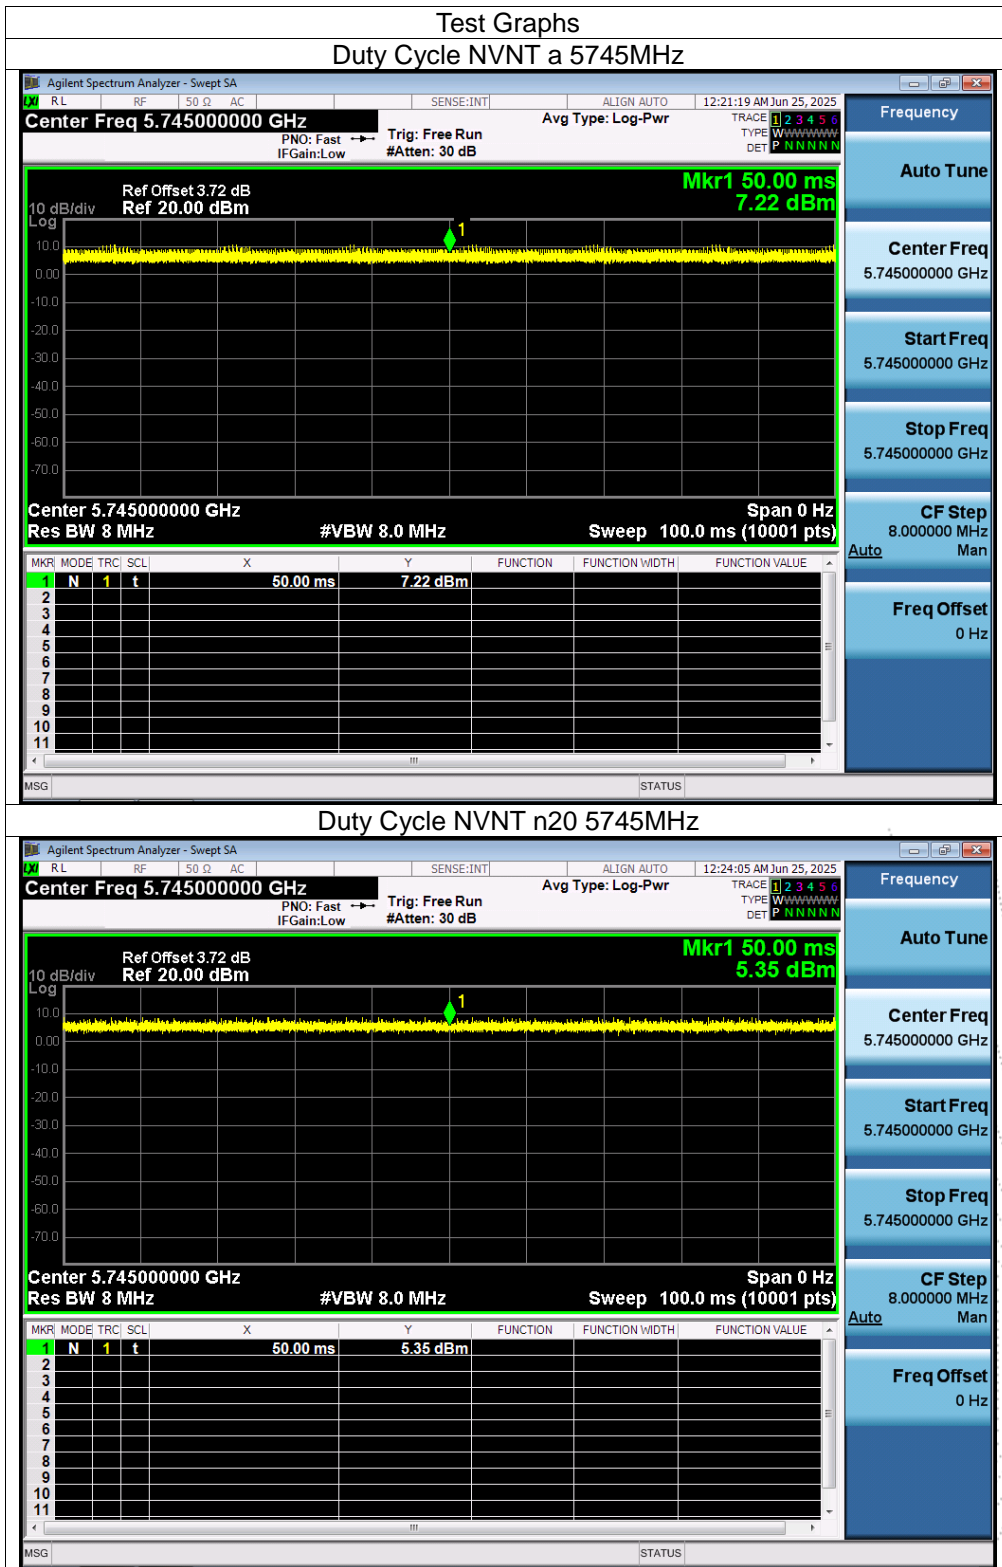 Test Graphs
Duty Cycle NVNT a 5745MHz
Agilent Spectrum Analyzer - Swept SA
LXI RL RF 50 Ω AC SENSE:INT ALIGN AUTO 12:21:19 AM Jun 25, 2025
Center Freq 5.745000000 GHz Avg Type: Log-Pwr TRACE 1 2 3 4 5 6
PNO: Fast Trig: Free Run TYPE WWWWWW
IFGain:Low #Atten: 30 dB DET P N N N N N
Frequency
Auto Tune
Center Freq
5.745000000 GHz
Start Freq
5.745000000 GHz
Stop Freq
5.745000000 GHz
CF Step
8.000000 MHz
Auto Man
Freq Offset
0 Hz
Mkr1 50.00 ms
7.22 dBm
Ref Offset 3.72 dB
10 dB/div Ref 20.00 dBm
Log
1
10.0
0.00
-10.0
-20.0
-30.0
-40.0
-50.0
-60.0
-70.0
Center 5.745000000 GHz Span 0 Hz
Res BW 8 MHz #VBW 8.0 MHz Sweep 100.0 ms (10001 pts)
MKR MODE TRC SCL X Y FUNCTION FUNCTION WIDTH FUNCTION VALUE
1 N 1 t 50.00 ms 7.22 dBm
2
3
4
5
6
7
8
9
10
11
MSG STATUS
Duty Cycle NVNT n20 5745MHz
Agilent Spectrum Analyzer - Swept SA
LXI RL RF 50 Ω AC SENSE:INT ALIGN AUTO 12:24:05 AM Jun 25, 2025
Center Freq 5.745000000 GHz Avg Type: Log-Pwr TRACE 1 2 3 4 5 6
PNO: Fast Trig: Free Run TYPE WWWWWW
IFGain:Low #Atten: 30 dB DET P N N N N N
Frequency
Auto Tune
Center Freq
5.745000000 GHz
Start Freq
5.745000000 GHz
Stop Freq
5.745000000 GHz
CF Step
8.000000 MHz
Auto Man
Freq Offset
0 Hz
Mkr1 50.00 ms
5.35 dBm
Ref Offset 3.72 dB
10 dB/div Ref 20.00 dBm
Log
1
10.0
0.00
-10.0
-20.0
-30.0
-40.0
-50.0
-60.0
-70.0
Center 5.745000000 GHz Span 0 Hz
Res BW 8 MHz #VBW 8.0 MHz Sweep 100.0 ms (10001 pts)
MKR MODE TRC SCL X Y FUNCTION FUNCTION WIDTH FUNCTION VALUE
1 N 1 t 50.00 ms 5.35 dBm
2
3
4
5
6
7
8
9
10
11
MSG STATUS